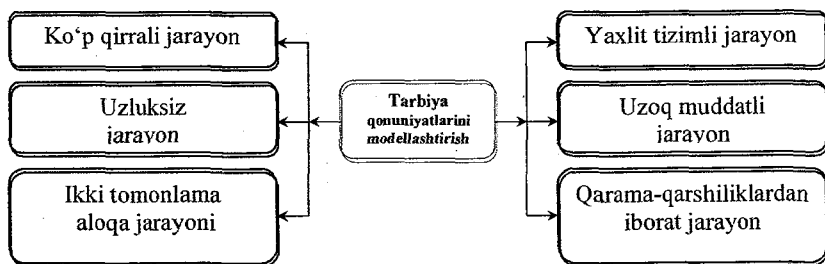 Ko‘p qirrali jarayon
Uzluksiz
jarayon
Ikki tomonlama
aloqa jarayoni
Tarbiya
qonuniyatlarini
modellashtirish
Yaxlit tizimli jarayon
Uzoq muddatli
jarayon
Qarama-qarshiliklardan
iborat jarayon